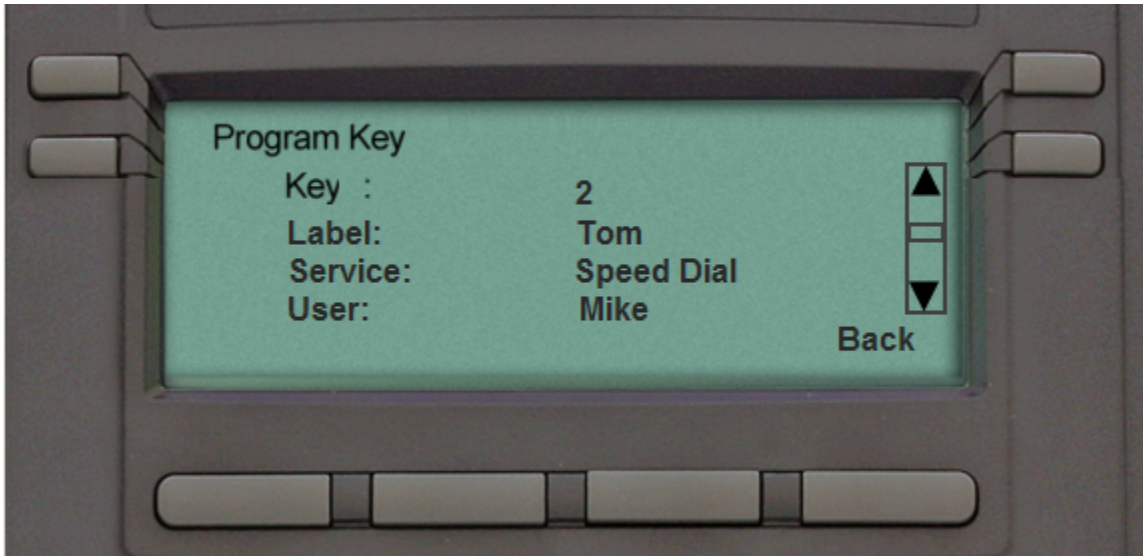 Program Key
Key : 2
Label: Tom
Service: Speed Dial
User: Mike
Back